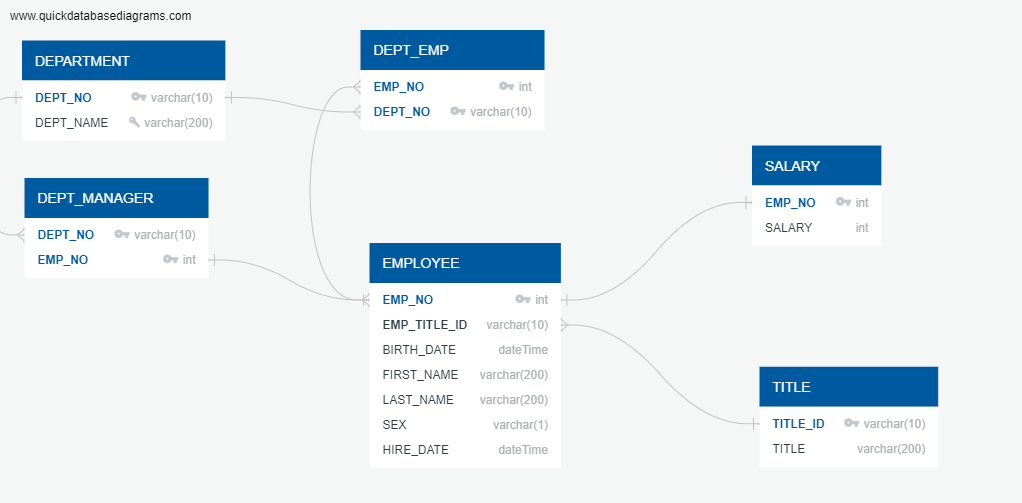 www.quickdatabasediagrams.com
DEPARTMENT
DEPT_NO varchar(10)
DEPT_NAME varchar(200)
DEPT_EMP
EMP_NO int
DEPT_NO varchar(10)
DEPT_MANAGER
DEPT_NO varchar(10)
EMP_NO int
SALARY
EMP_NO int
SALARY int
EMPLOYEE
EMP_NO int
EMP_TITLE_ID varchar(10)
BIRTH_DATE dateTime
FIRST_NAME varchar(200)
LAST_NAME varchar(200)
SEX varchar(1)
HIRE_DATE dateTime
TITLE
TITLE_ID varchar(10)
TITLE varchar(200)